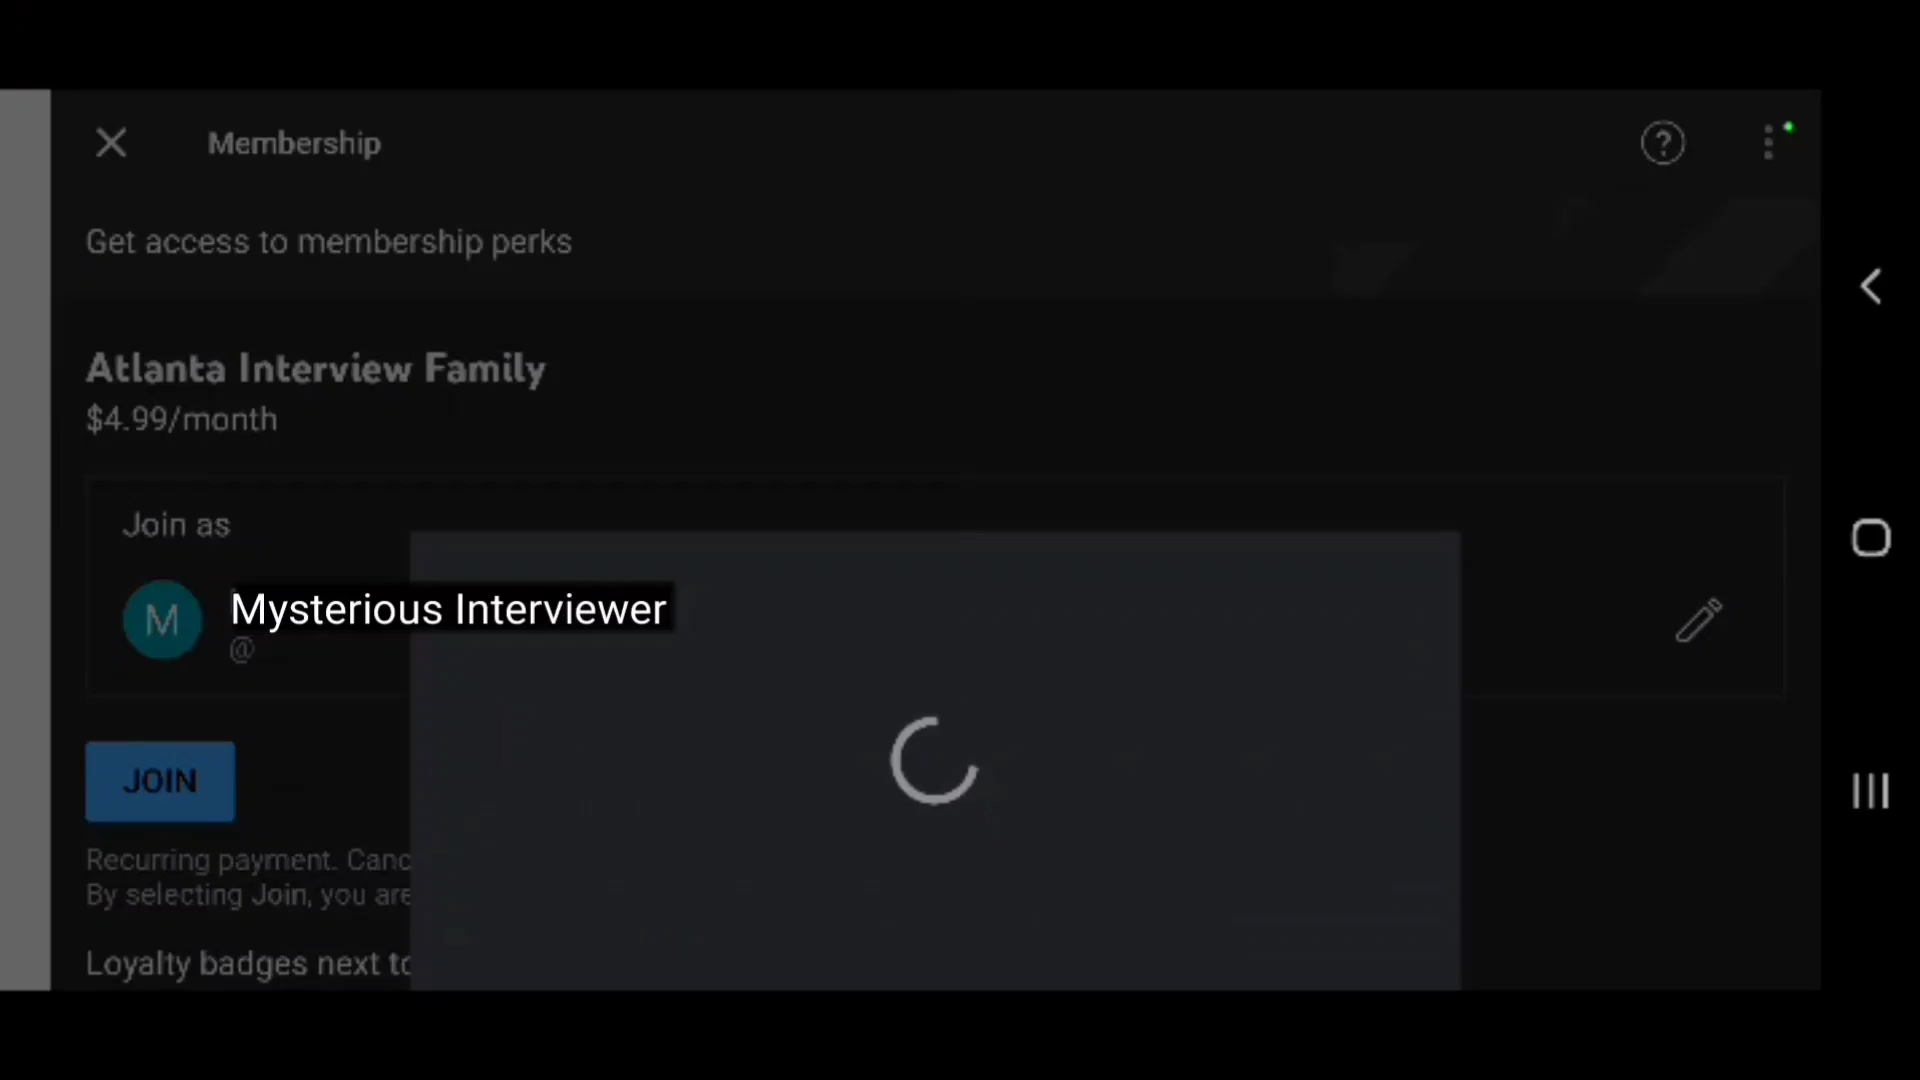 Membership
Get access to membership perks
Atlanta Interview Family
$4.99/month
Join as
M
Mysterious Interviewer
@
JOIN
Recurring payment. Canc
By selecting Join, you are
Loyalty badges next to